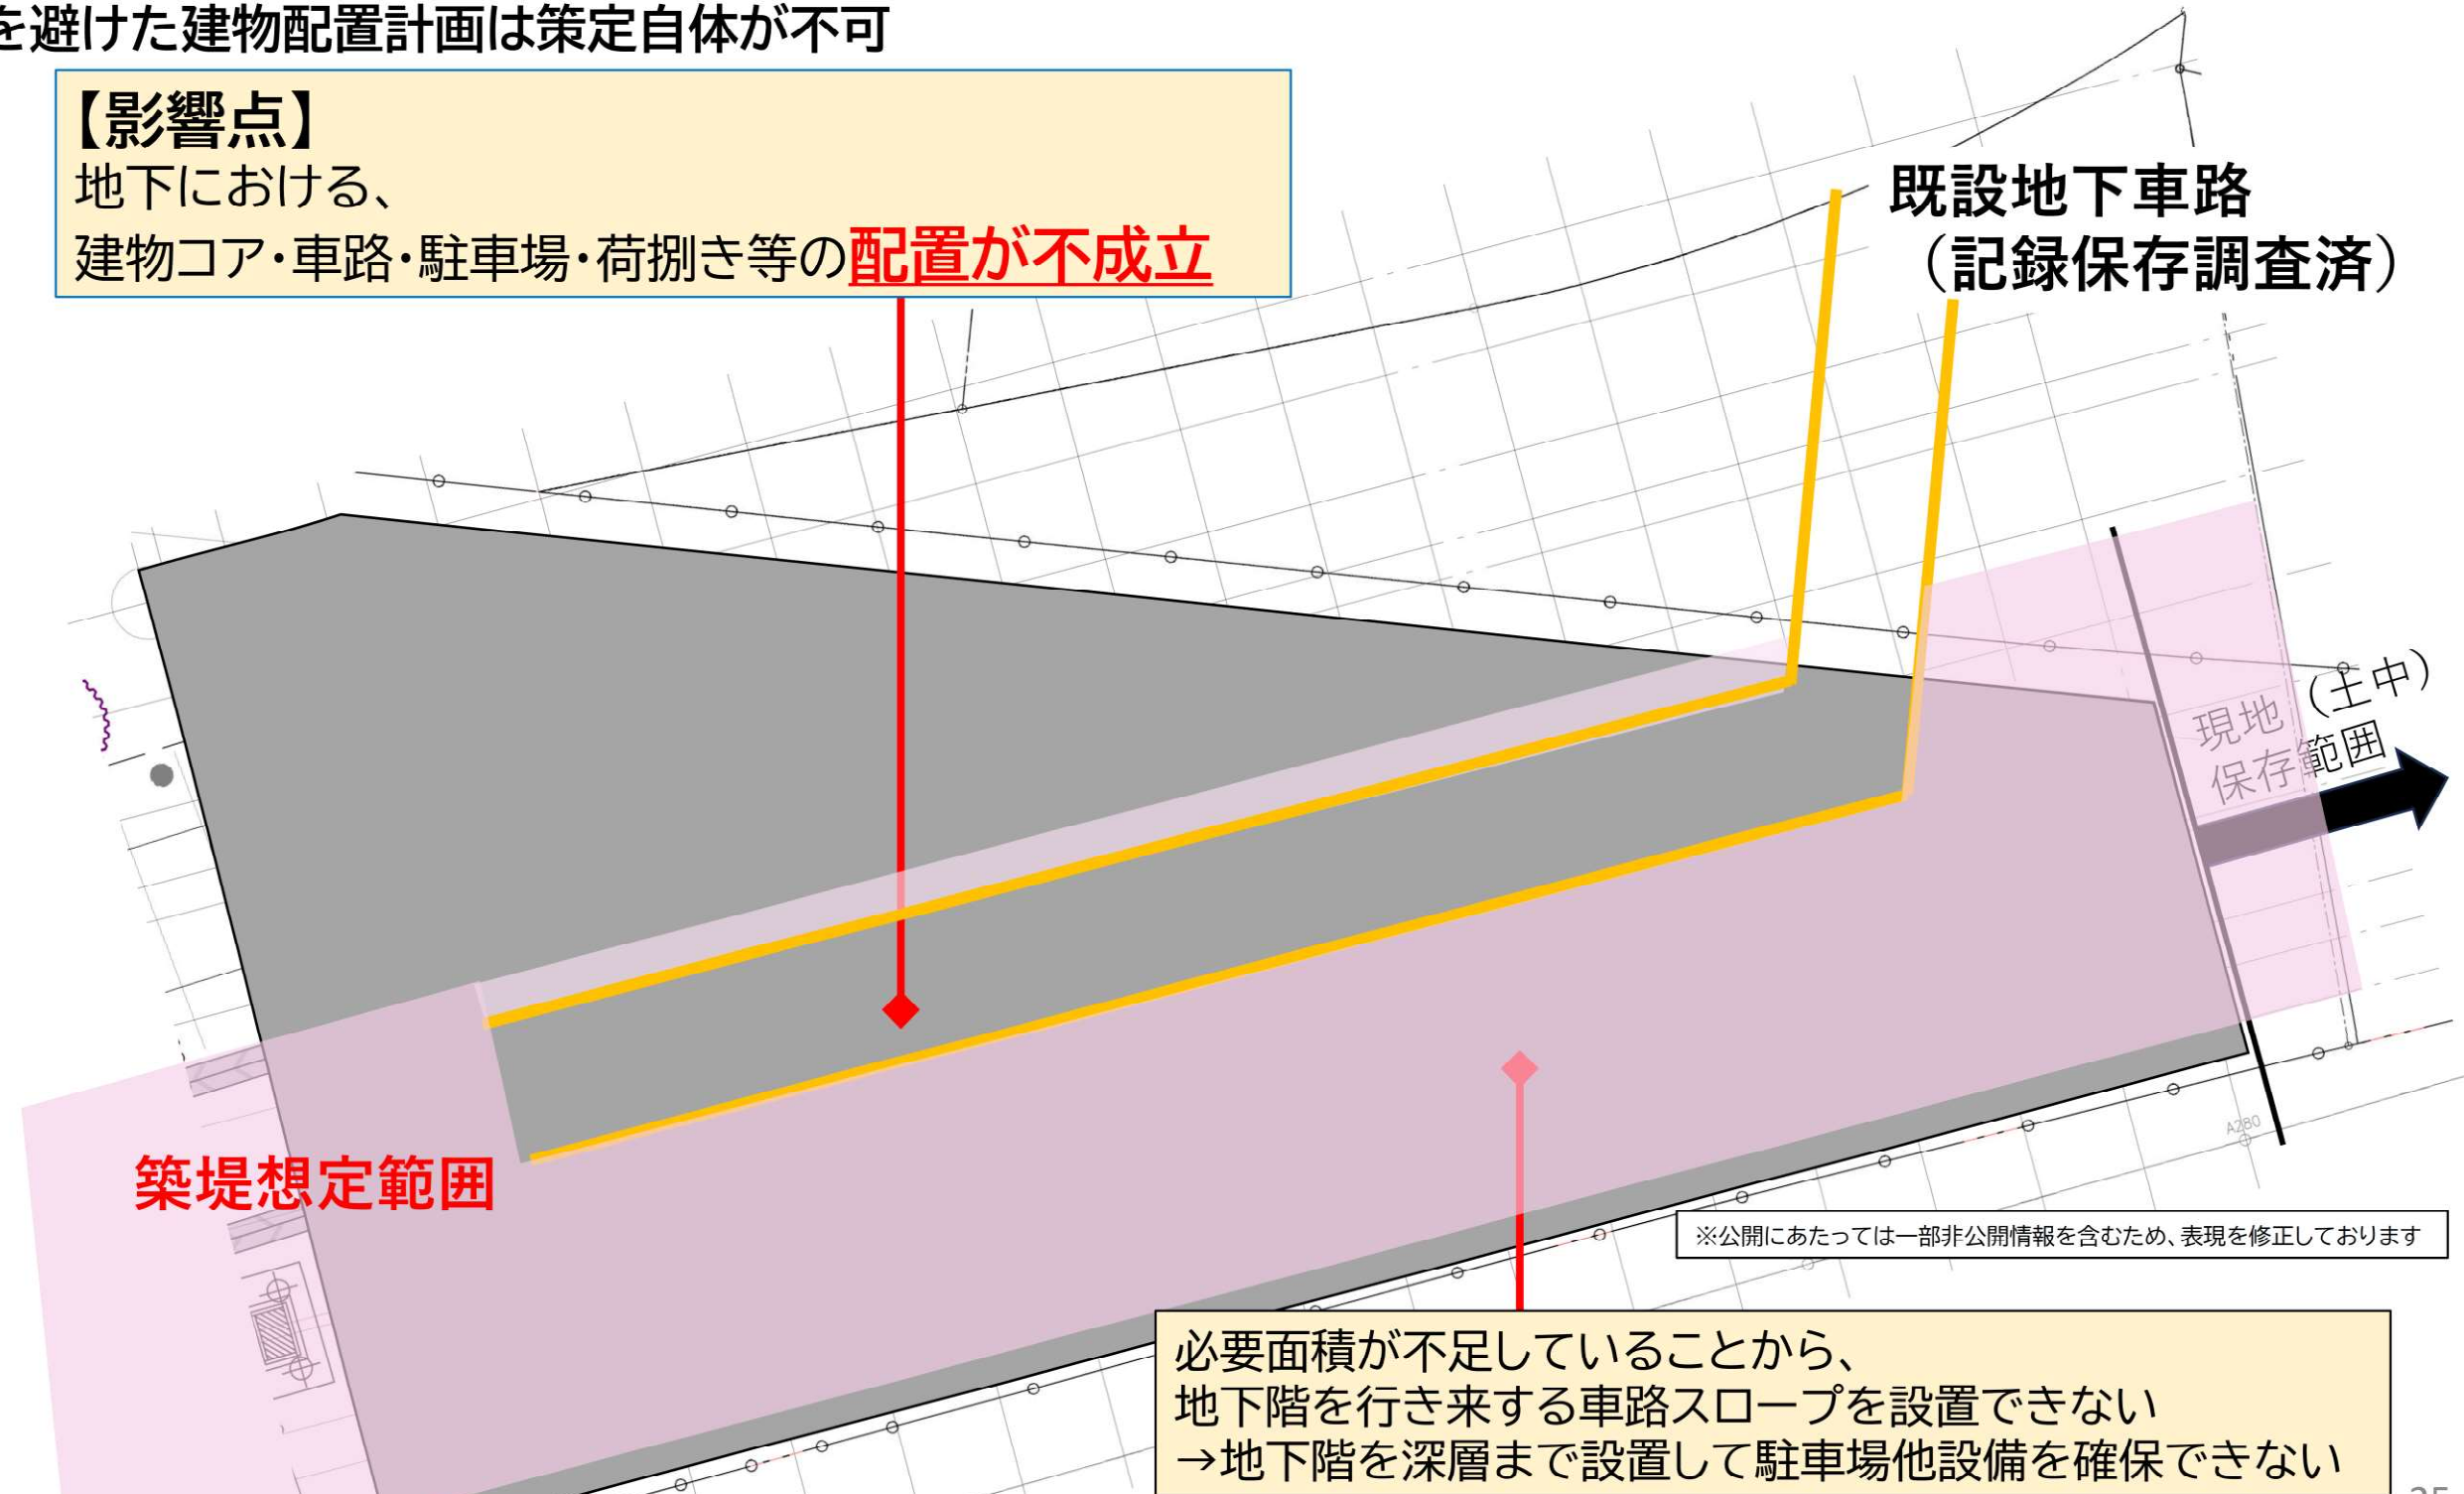 を避けた建物配置計画は策定自体が不可
【影響点】
地下における、
建物コア・車路・駐車場・荷捌き等の配置が不成立
既設地下車路
（記録保存調査済）
現地（土中）
保存範囲
築堤想定範囲
A280
※公開にあたっては一部非公開情報を含むため、表現を修正しております
必要面積が不足していることから、
地下階を行き来する車路スロープを設置できない
→地下階を深層まで設置して駐車場他設備を確保できない